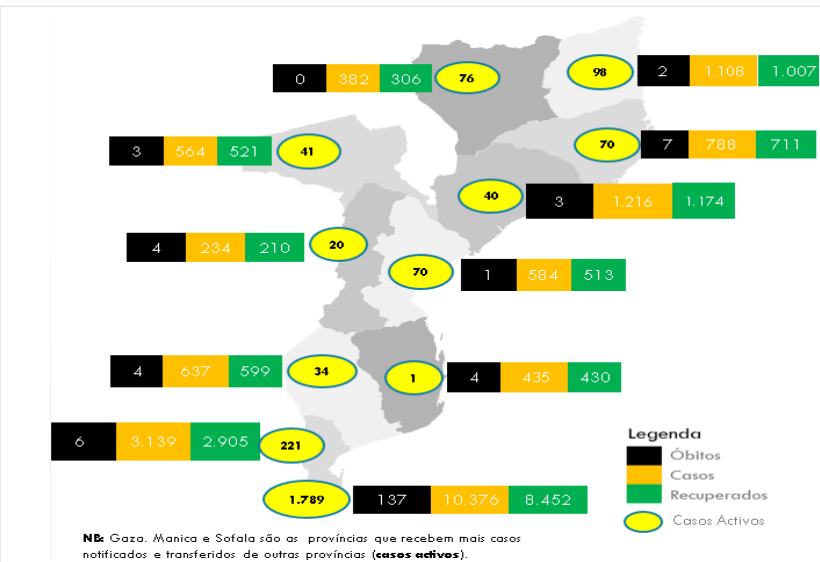 0 382 306 76
98 2 1.108 1.007
3 564 521 41
70 7 788 711
40 3 1.216 1.174
4 234 210 20
70 1 584 513
4 637 599 34
1 4 435 430
6 3.139 2.905 221
1.789 137 10.376 8.452
Legenda
Óbitos
Casos
Recuperados
Casos Activos
NB: Gaza. Manica e Sofala são as províncias que recebem mais casos
notificados e transferidos de outras províncias (casos activos).